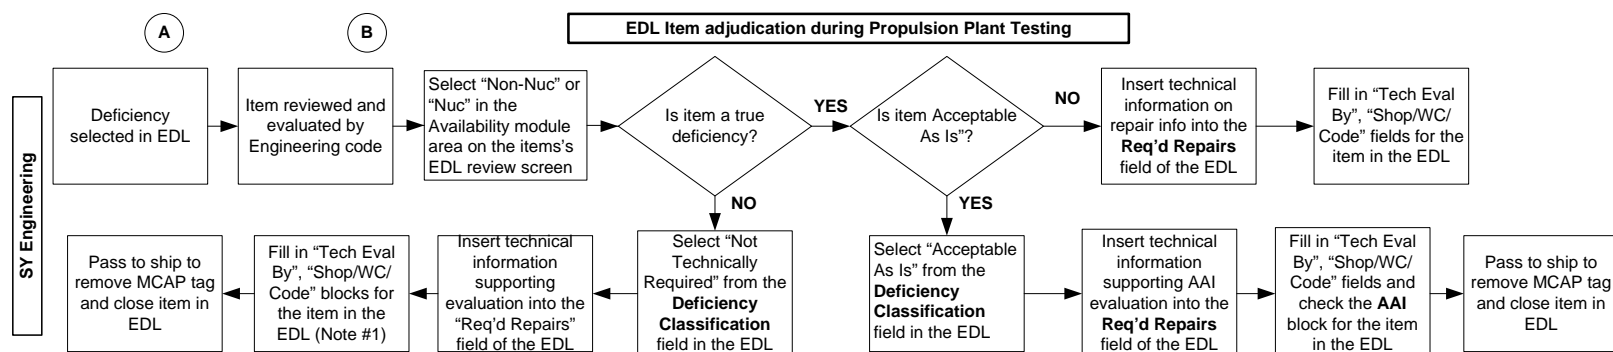 A
B
EDL Item adjudication during Propulsion Plant Testing
SY Engineering
Deficiency
selected in EDL
Item reviewed and
evaluated by
Engineering code
Select “Non-Nuc” or
“Nuc” in the
Availability module
area on the items's
EDL review screen
Is item a true
deficiency?
YES
Is item Acceptable
As Is”?
NO
Insert technical
information on
repair info into the
Req'd Repairs
field of the EDL
Fill in “Tech Eval
By”, “Shop/WC/
Code” fields for the
item in the EDL
NO
YES
Pass to ship to
remove MCAP tag
and close item in
EDL
Fill in “Tech Eval
By”, “Shop/WC/
Code” blocks for
the item in the
EDL (Note #1)
Insert technical
information
supporting
evaluation into the
“Req'd Repairs”
field of the EDL
Select “Not
Technically
Required” from the
Deficiency
Classification
field in the EDL
Select “Acceptable
As Is” from the
Deficiency
Classification
field in the EDL
Insert technical
information
supporting AAI
evaluation into the
Req'd Repairs
field of the EDL
Fill in “Tech Eval
By”, “Shop/WC/
Code” fields and
check the AAI
block for the item
in the EDL
Pass to ship to
remove MCAP tag
and close item in
EDL